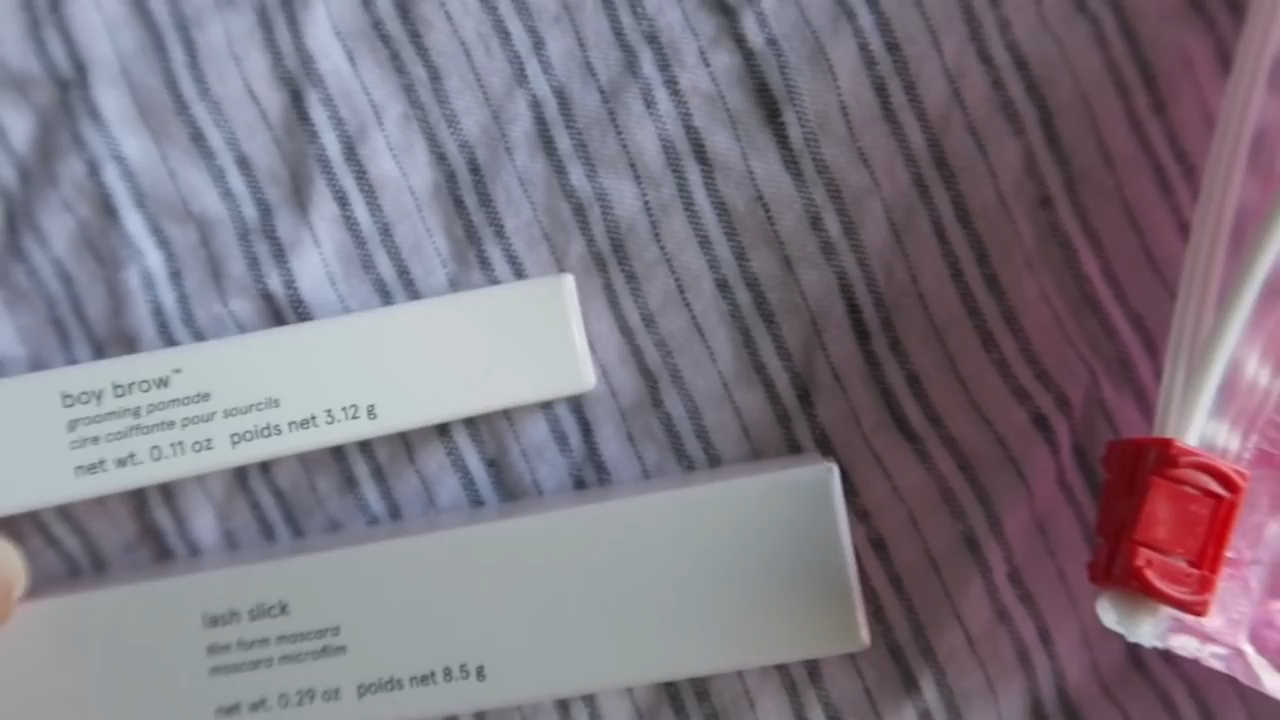 boy brow™
grooming pomade
cire coiffante pour sourcils
net wt. 0.11 oz poids net 3.12 g
lash slick
film form mascara
mascara microfilm
net wt. 0.29 oz poids net 8.5 g